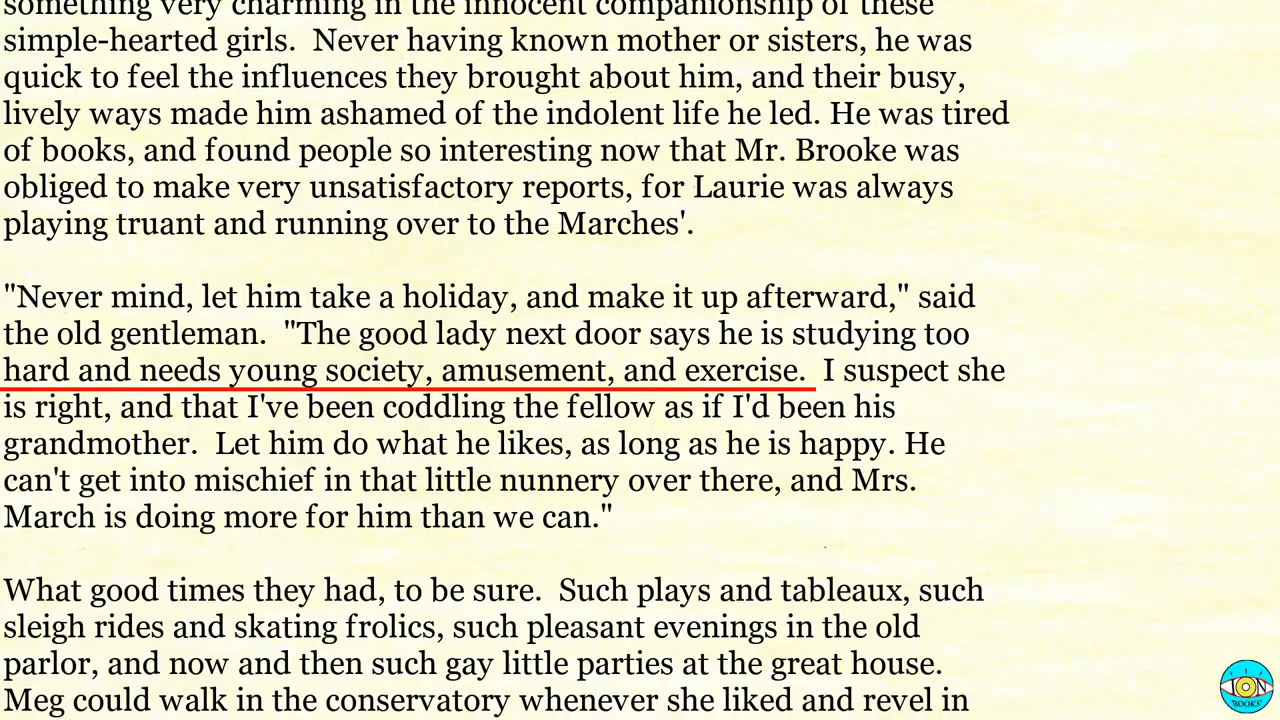 something very charming in the innocent companionship of these
simple-hearted girls.  Never having known mother or sisters, he was
quick to feel the influences they brought about him, and their busy,
lively ways made him ashamed of the indolent life he led. He was tired
of books, and found people so interesting now that Mr. Brooke was
obliged to make very unsatisfactory reports, for Laurie was always
playing truant and running over to the Marches'.
"Never mind, let him take a holiday, and make it up afterward," said
the old gentleman.  "The good lady next door says he is studying too
hard and needs young society, amusement, and exercise.  I suspect she
is right, and that I've been coddling the fellow as if I'd been his
grandmother.  Let him do what he likes, as long as he is happy. He
can't get into mischief in that little nunnery over there, and Mrs.
March is doing more for him than we can."
What good times they had, to be sure.  Such plays and tableaux, such
sleigh rides and skating frolics, such pleasant evenings in the old
parlor, and now and then such gay little parties at the great house.
Meg could walk in the conservatory whenever she liked and revel in
ION
BOOKS